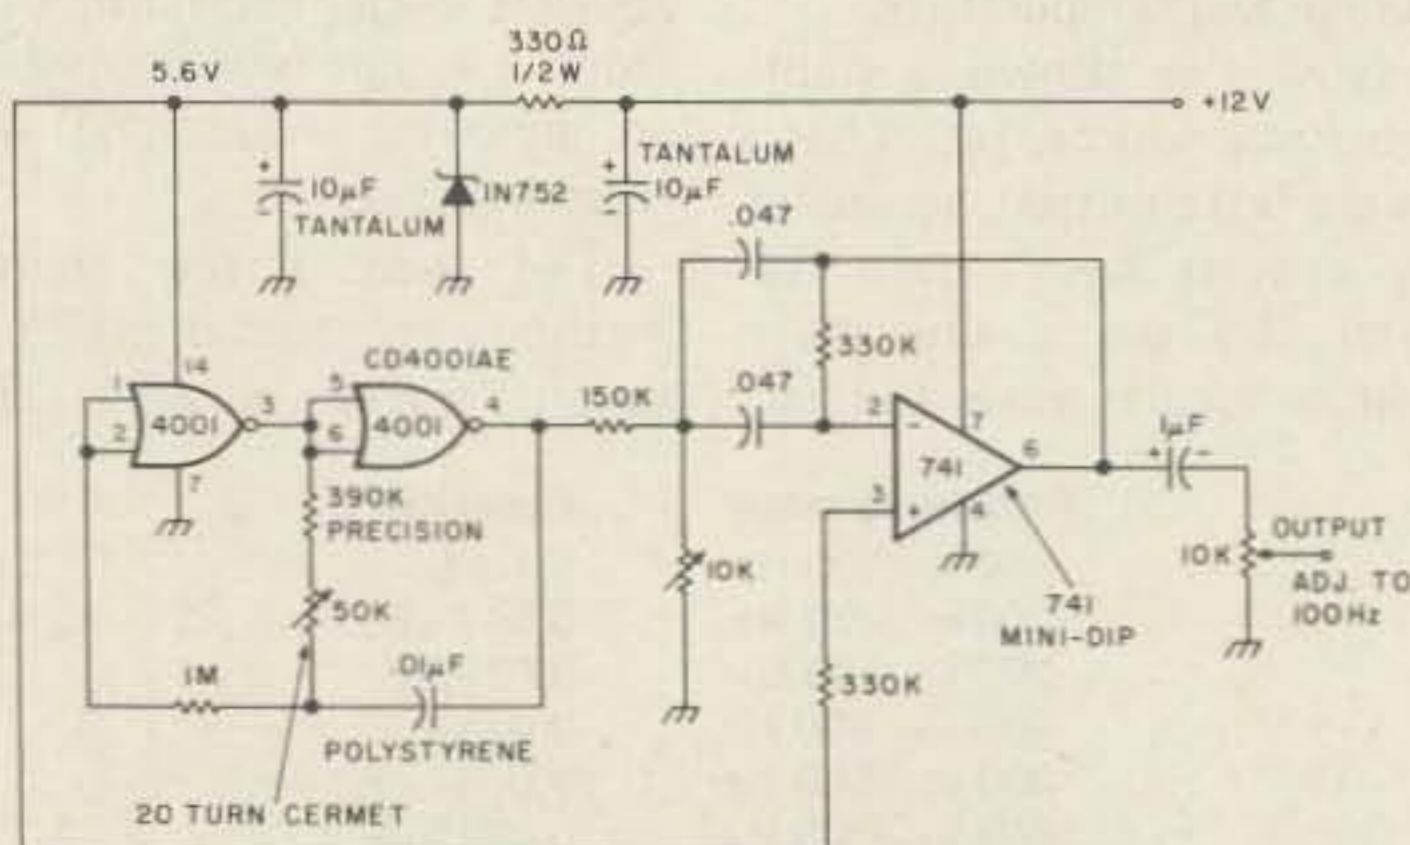 330Ω
1/2W
5.6V
+12V
+
10µF
-
TANTALUM
1N752
TANTALUM
+
10µF
-
.047
330K
CD4001AE
14
1
2
4001
3
7
5
6
4001
4
150K
.047
2
-
7
741
6
3
+
4
1µF
+
-
390K
PRECISION
50K
10K
741
MINI-DIP
10K
OUTPUT
ADJ. TO
100Hz
1M
.01µF
POLYSTYRENE
330K
20 TURN CERMET